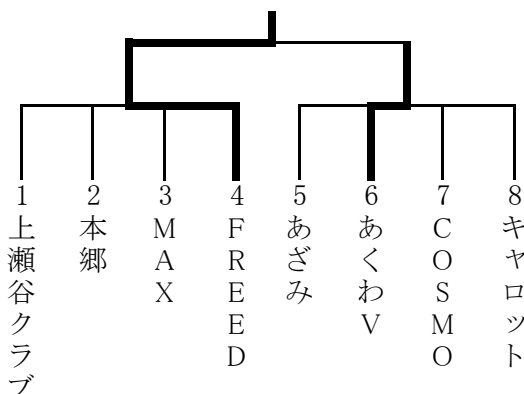 1 上瀬谷クラブ
2 本郷
3 MAX
4 FREED
5 あざみ
6 あくわV
7 COSMO
8 キャロット